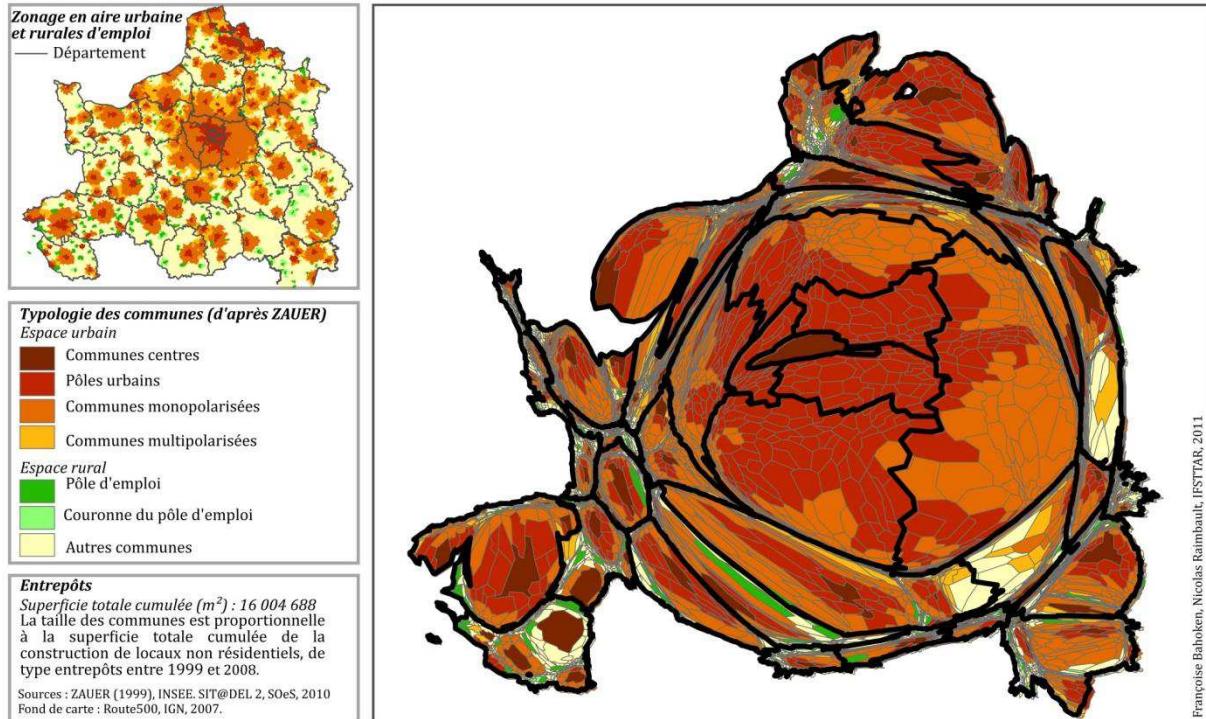 Zonage en aire urbaine
et rurales d'emploi
Département
Typologie des communes (d'après ZAUER)
Espace urbain
Communes centres
Pôles urbains
Communes monopolarisées
Communes multipolarisées
Espace rural
Pôle d'emploi
Couronne du pôle d'emploi
Autres communes
Entrepôts
Superficie totale cumulée (m²) : 16 004 688
La taille des communes est proportionnelle
à la superficie totale cumulée de la
construction de locaux non résidentiels, de
type entrepôts entre 1999 et 2008.
Sources : ZAUER (1999), INSEE. SIT@DEL 2, SOeS, 2010
Fond de carte : Route500, IGN, 2007.
Françoise Bahoken, Nicolas Raimbault, IFSTTAR, 2011